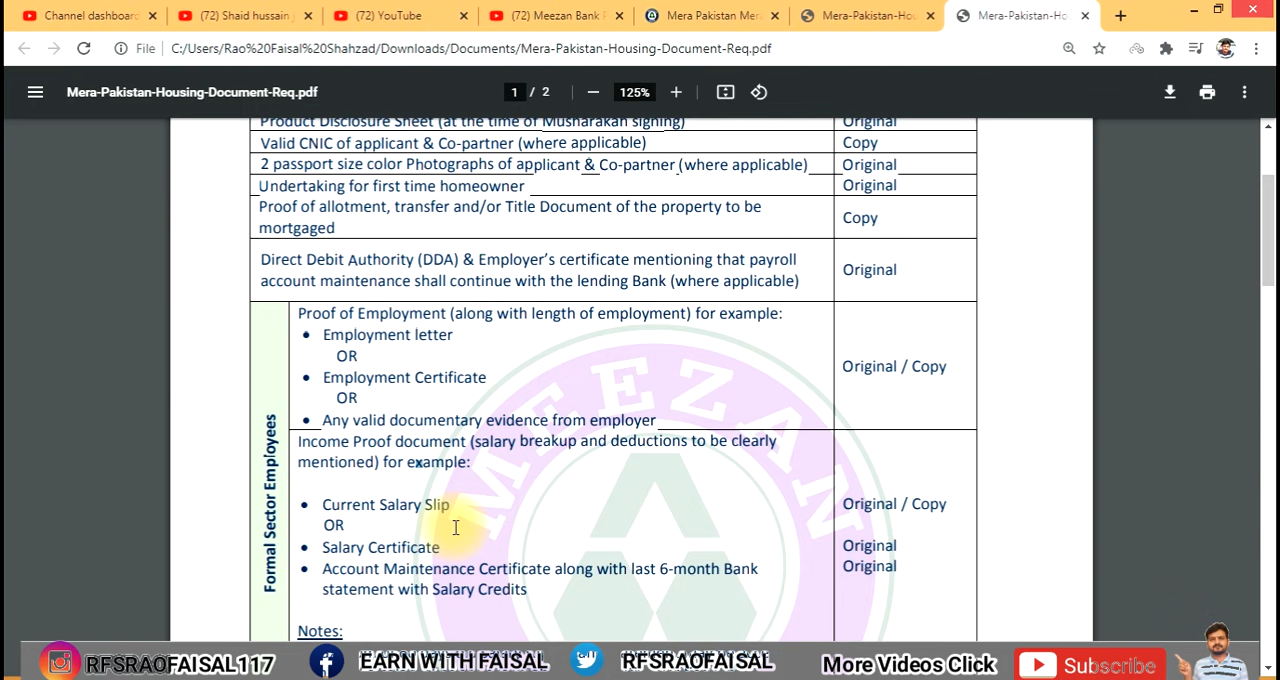 Channel dashboard
(72) Shaid hussain
(72) YouTube
(72) Meezan Bank P
Mera Pakistan Mer
Mera-Pakistan-Ho
Mera-Pakistan-Ho
File C:/Users/Rao%20Faisal%20Shahzad/Downloads/Documents/Mera-Pakistan-Housing-Document-Req.pdf
Mera-Pakistan-Housing-Document-Req.pdf 1 / 2 125%
Product Disclosure Sheet (at the time of Musharakah signing) Original
Valid CNIC of applicant & Co-partner (where applicable) Copy
2 passport size color Photographs of applicant & Co-partner (where applicable) Original
Undertaking for first time homeowner Original
Proof of allotment, transfer and/or Title Document of the property to be
mortgaged
Copy
Direct Debit Authority (DDA) & Employer's certificate mentioning that payroll
account maintenance shall continue with the lending Bank (where applicable)
Original
Formal Sector Employees
Proof of Employment (along with length of employment) for example:
• Employment letter
OR
• Employment Certificate
OR
• Any valid documentary evidence from employer
Original / Copy
Income Proof document (salary breakup and deductions to be clearly
mentioned) for example:
• Current Salary Slip Original / Copy
OR
• Salary Certificate Original
• Account Maintenance Certificate along with last 6-month Bank Original
statement with Salary Credits
Notes:
MEEZAN
RFSRAOFAISAL117
EARN WITH FAISAL
RFSRAOFAISAL
More Videos Click
Subscribe